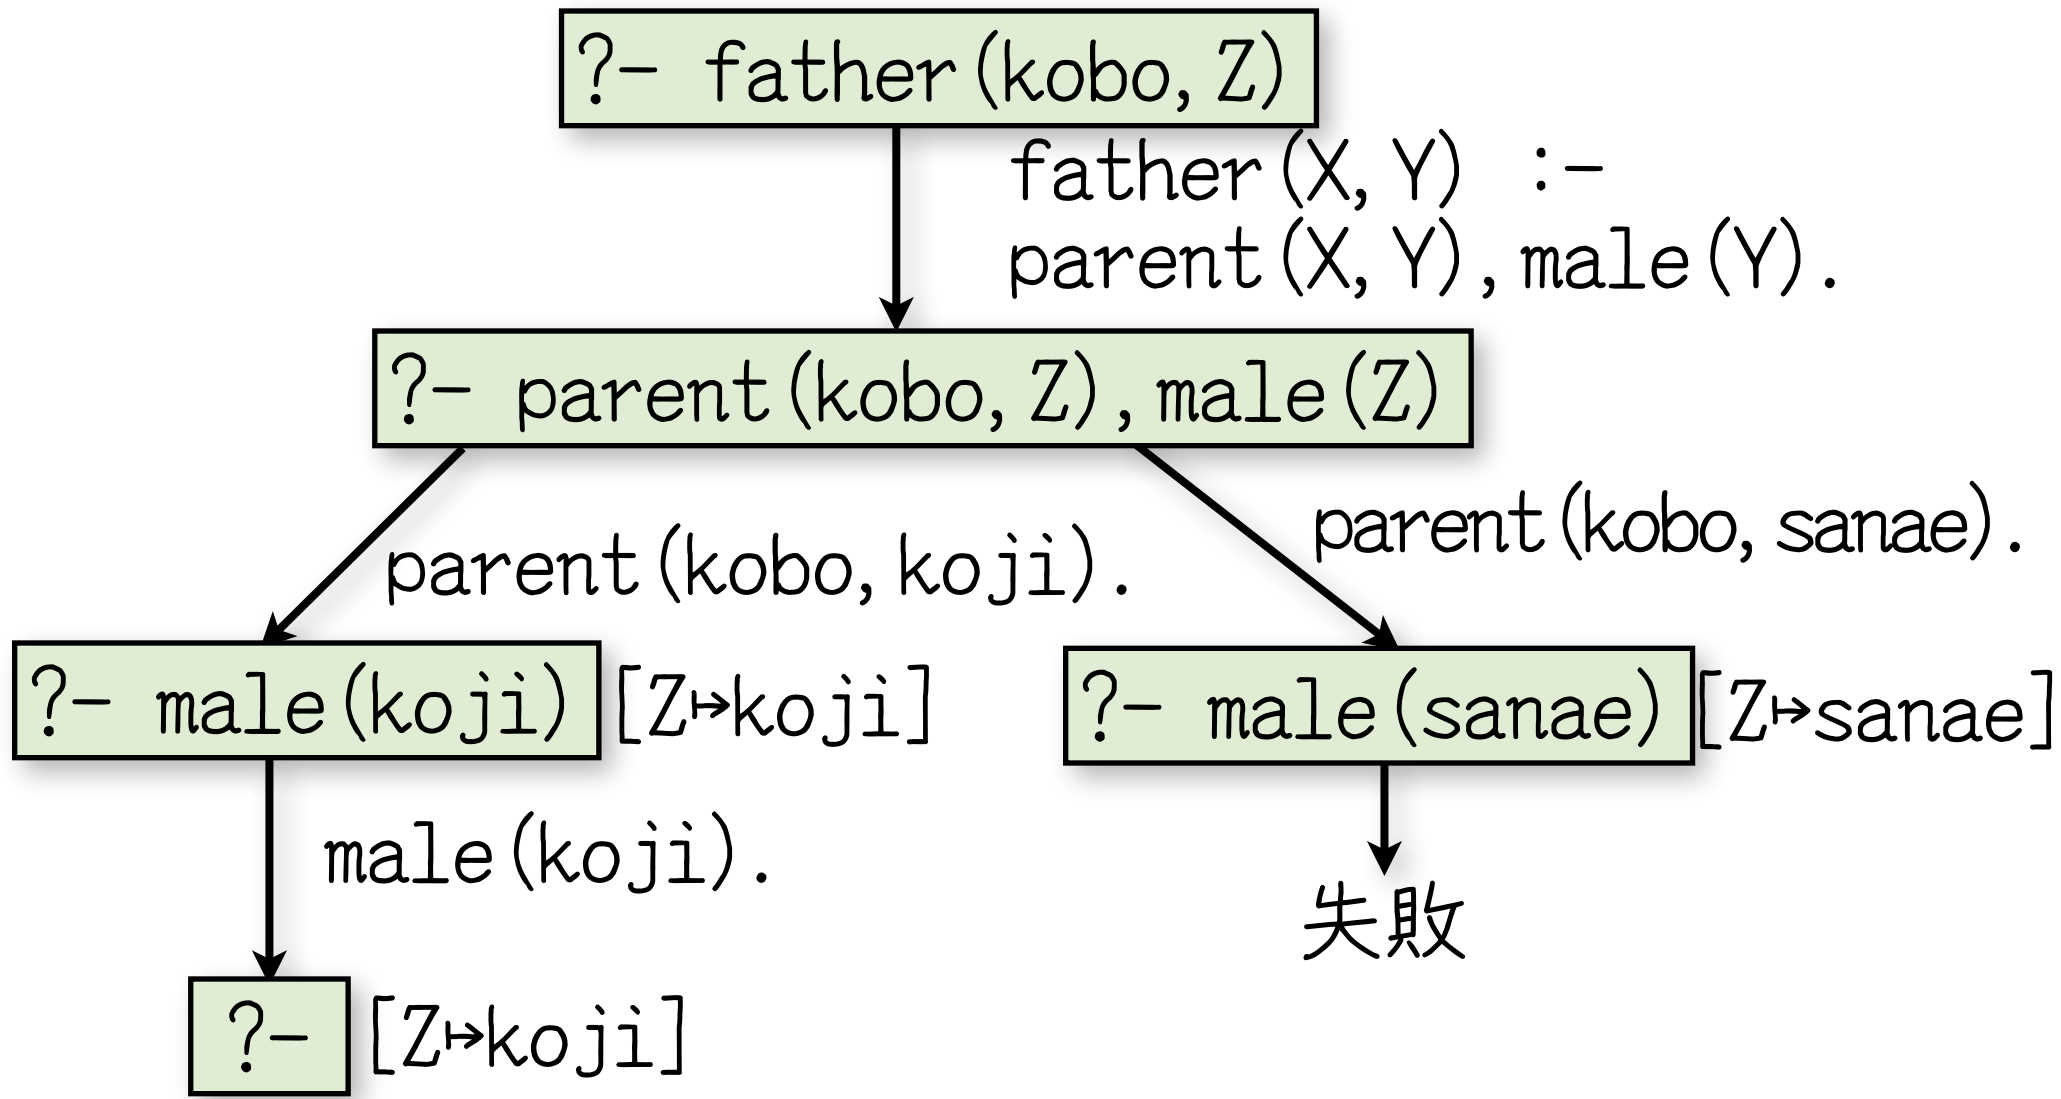 ?- father(kobo, Z)
father(X, Y) :-
parent(X, Y), male(Y).
?- parent(kobo, Z), male(Z)
parent(kobo, sanae).
parent(kobo, koji).
?- male(koji) [Z↦koji]
?- male(sanae) [Z↦sanae]
male(koji).
失敗
?- [Z↦koji]